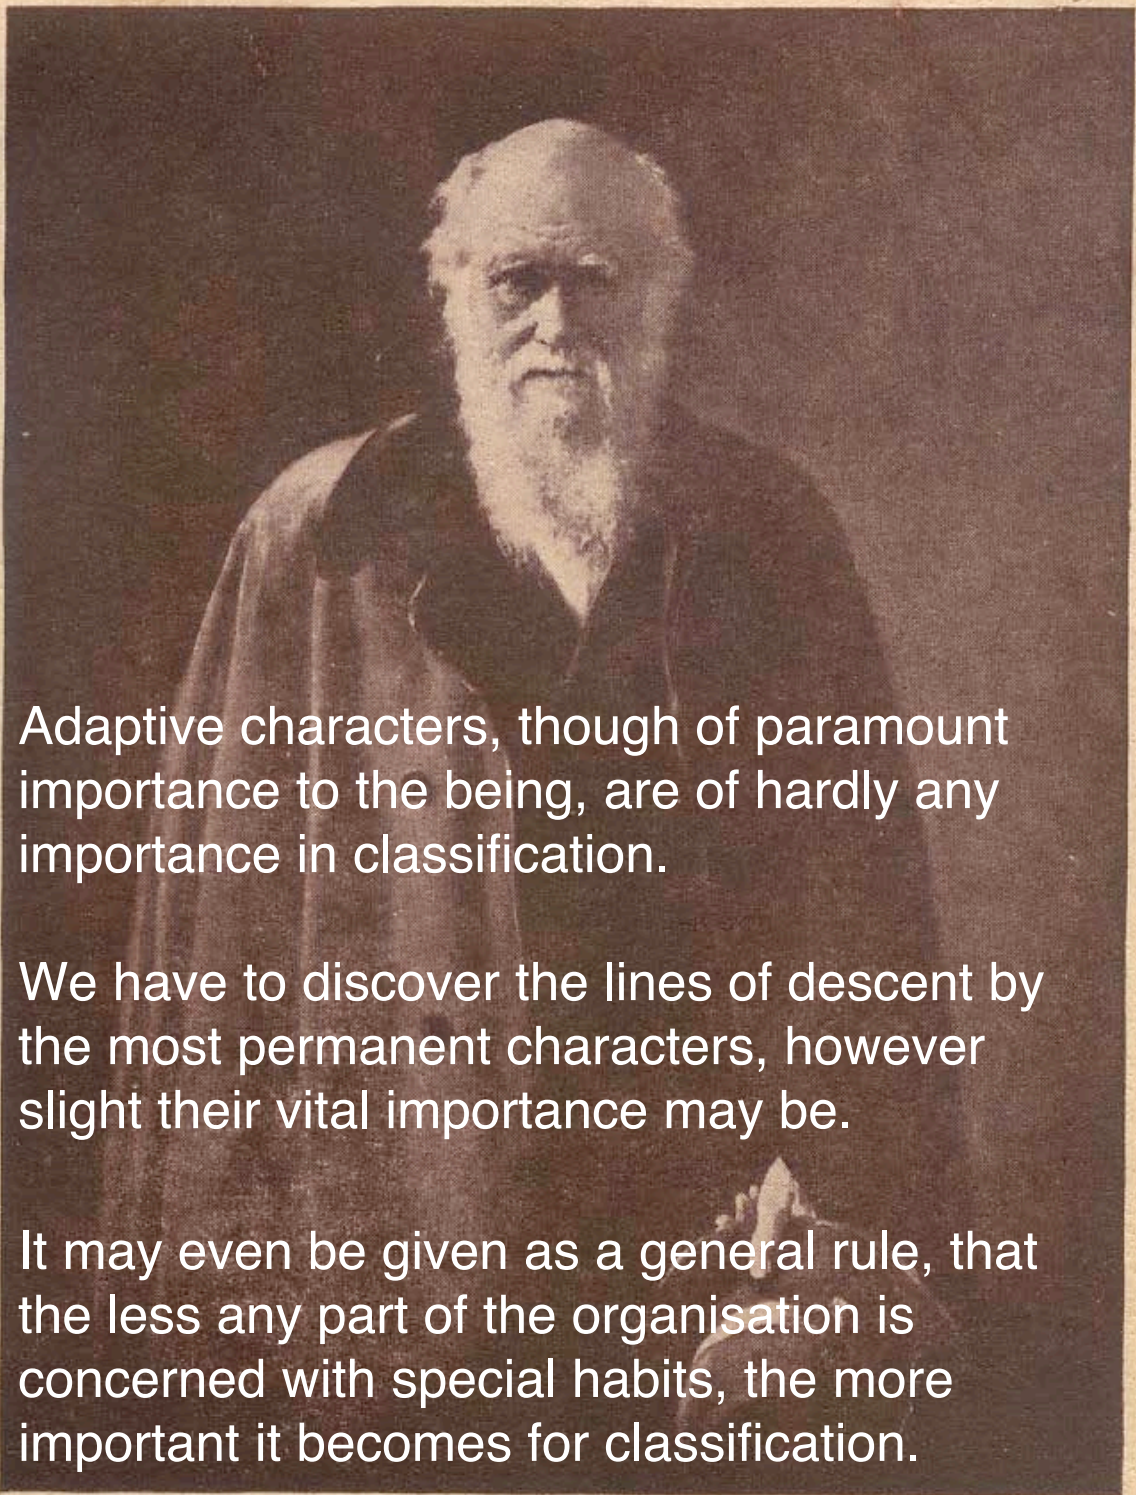 Adaptive characters, though of paramount
importance to the being, are of hardly any
importance in classification.
We have to discover the lines of descent by
the most permanent characters, however
slight their vital importance may be.
It may even be given as a general rule, that
the less any part of the organisation is
concerned with special habits, the more
important it becomes for classification.